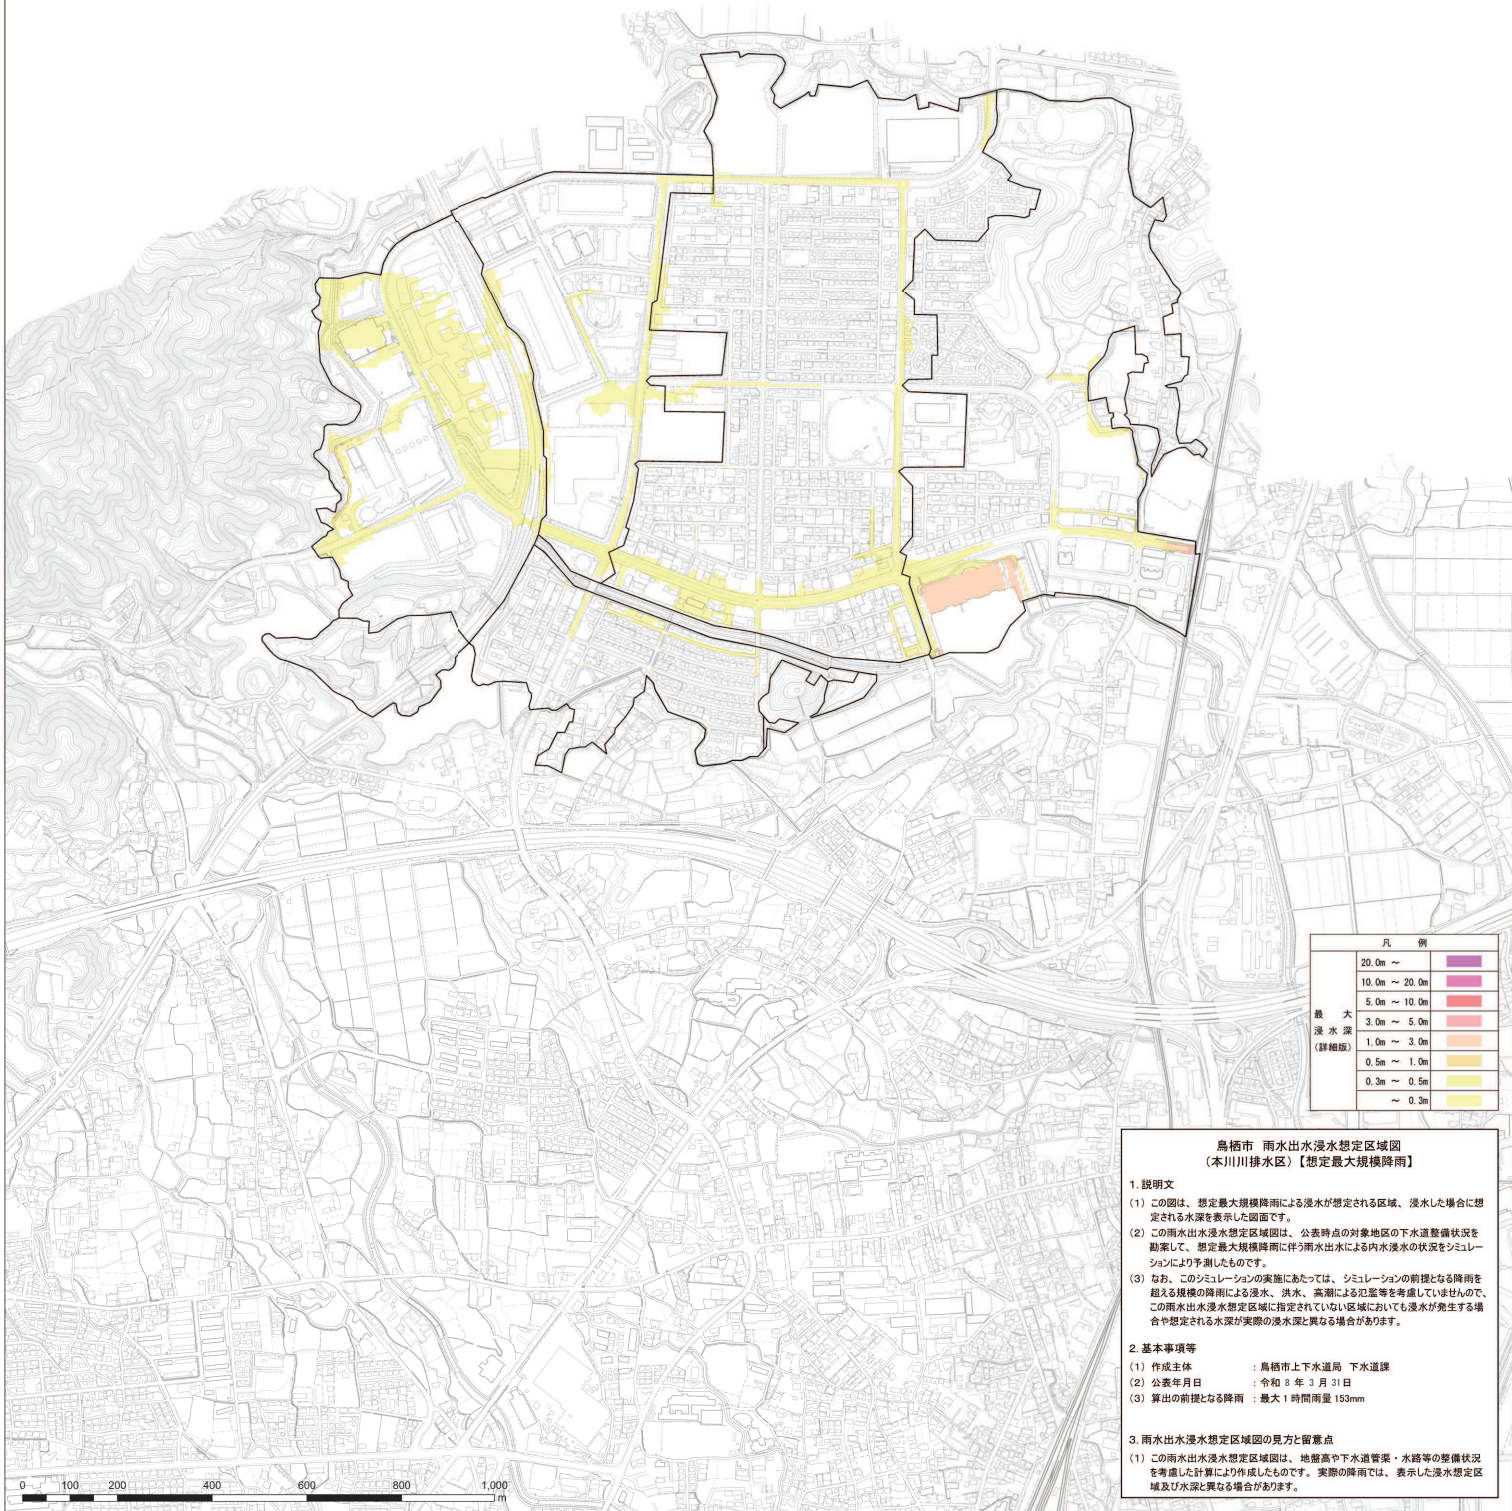 凡 例
最 大
浸 水 深
(詳細版)
20.0m ～
10.0m ～ 20.0m
5.0m ～ 10.0m
3.0m ～ 5.0m
1.0m ～ 3.0m
0.5m ～ 1.0m
0.3m ～ 0.5m
～ 0.3m
鳥栖市 雨水出水浸水想定区域図
（本川川排水区）【想定最大規模降雨】
1. 説明文
（1） この図は、 想定最大規模降雨による浸水が想定される区域、 浸水した場合に想
定される水深を表示した図面です。
（2） この雨水出水浸水想定区域図は、 公表時点の対象地区の下水道整備状況を
勘案して、 想定最大規模降雨に伴う雨水出水による内水浸水の状況をシミュレー
ションにより予測したものです。
（3） なお、 このシミュレーションの実施にあたっては、 シミュレーションの前提となる降雨を
超える規模の降雨による浸水、 洪水、 高潮による氾濫等を考慮していませんので、
この雨水出水浸水想定区域に指定されていない区域においても浸水が発生する場
合や想定される水深が実際の浸水深と異なる場合があります。
2. 基本事項等
（1） 作成主体 ：鳥栖市上下水道局 下水道課
（2） 公表年月日 ：令和 8 年 3 月 31日
（3） 算出の前提となる降雨 ：最大 1 時間雨量 153mm
3. 雨水出水浸水想定区域図の見方と留意点
（1） この雨水出水浸水想定区域図は、 地盤高や下水道管渠・水路等の整備状況
を考慮した計算により作成したものです。 実際の降雨では、 表示した浸水想定区
域及び水深と異なる場合があります。
0 100 200 400 600 800 1,000
m